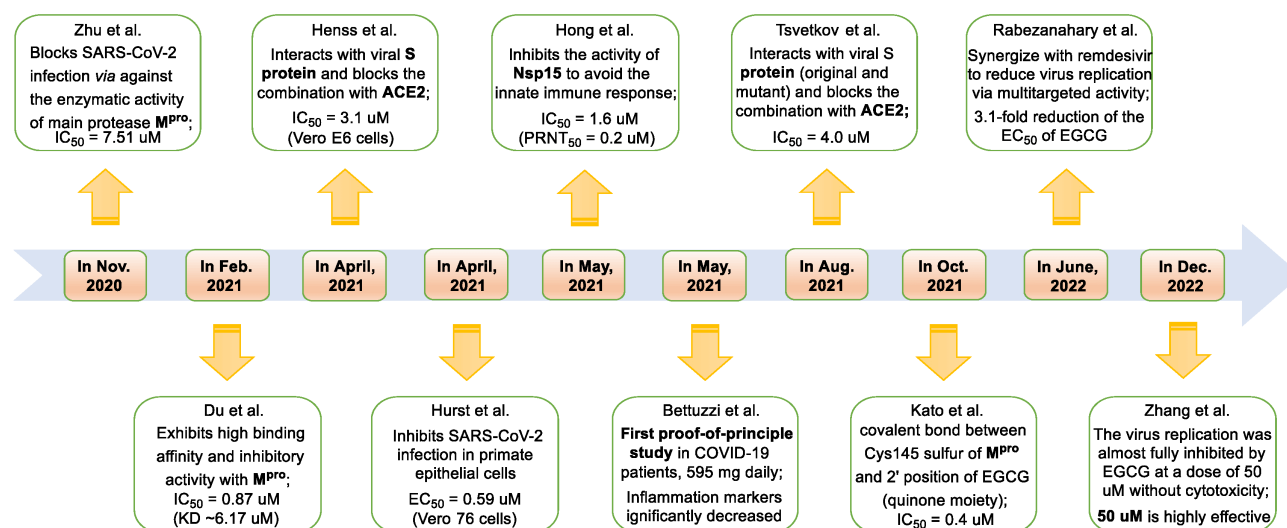 Zhu et al.
Blocks SARS-CoV-2
infection via against
the enzymatic activity
of main protease Mpro;
IC50 = 7.51 uM
Henss et al.
Interacts with viral S
protein and blocks the
combination with ACE2;
IC50 = 3.1 uM
(Vero E6 cells)
Hong et al.
Inhibits the activity of
Nsp15 to avoid the
innate immune response;
IC50 = 1.6 uM
(PRNT50 = 0.2 uM)
Tsvetkov et al.
Interacts with viral S
protein (original and
mutant) and blocks the
combination with ACE2;
IC50 = 4.0 uM
Rabezanahary et al.
Synergize with remdesivir
to reduce virus replication
via multitargeted activity;
3.1-fold reduction of the
EC50 of EGCG
In Nov.
2020
In Feb.
2021
In April,
2021
In April,
2021
In May,
2021
In May,
2021
In Aug.
2021
In Oct.
2021
In June,
2022
In Dec.
2022
Du et al.
Exhibits high binding
affinity and inhibitory
activity with Mpro;
IC50 = 0.87 uM
(KD ~6.17 uM)
Hurst et al.
Inhibits SARS-CoV-2
infection in primate
epithelial cells
EC50 = 0.59 uM
(Vero 76 cells)
Bettuzzi et al.
First proof-of-principle
study in COVID-19
patients, 595 mg daily;
Inflammation markers
ignificantly decreased
Kato et al.
covalent bond between
Cys145 sulfur of Mpro
and 2' position of EGCG
(quinone moiety);
IC50 = 0.4 uM
Zhang et al.
The virus replication was
almost fully inhibited by
EGCG at a dose of 50
uM without cytotoxicity;
50 uM is highly effective